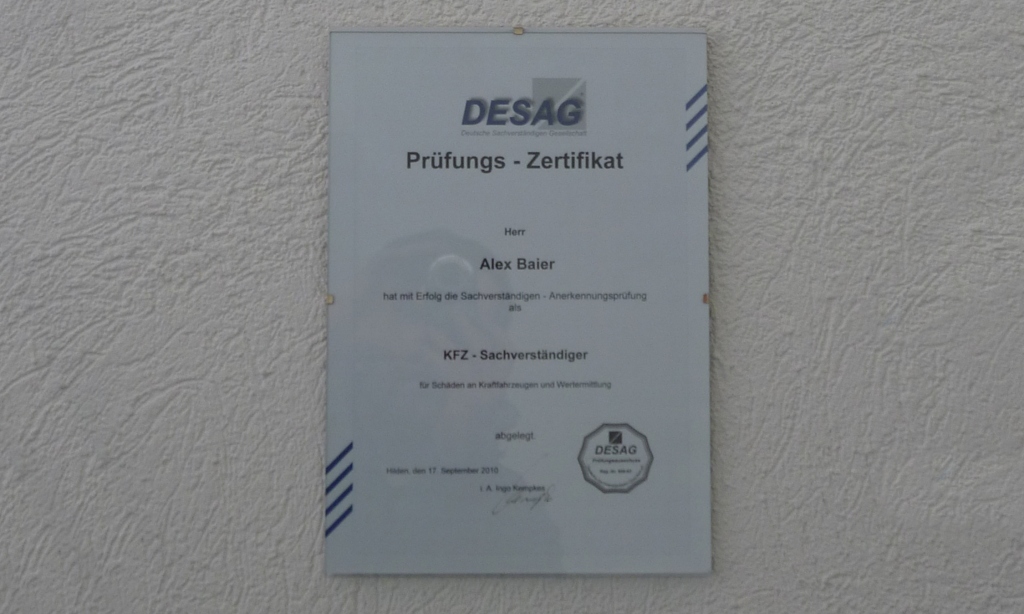 DESAG
Deutsche Sachverständigen Gesellschaft
Prüfungs - Zertifikat
Herr
Alex Baier
hat mit Erfolg die Sachverständigen - Anerkennungsprüfung
als
KFZ - Sachverständiger
für Schäden an Kraftfahrzeugen und Wertermittlung
abgelegt.
Hilden, den 17. September 2010
i. A. Ingo Kempkes
DESAG